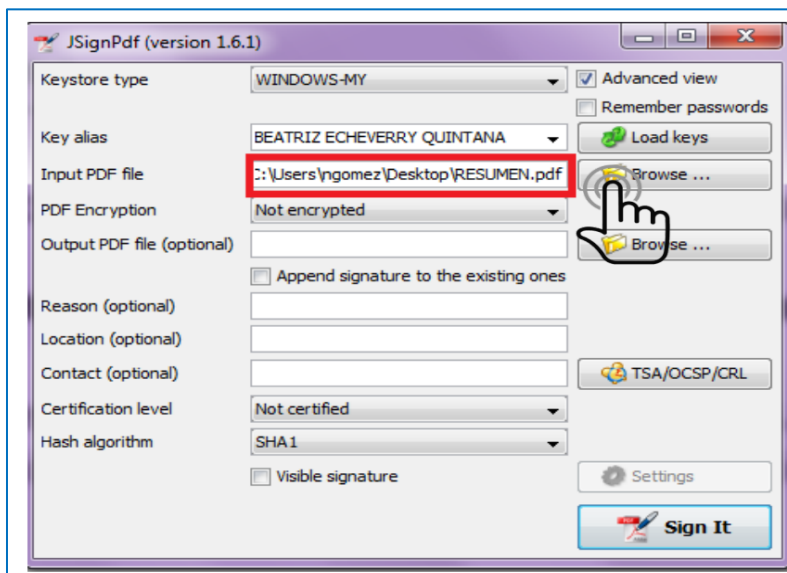 JSignPdf (version 1.6.1)
Keystore type WINDOWS-MY Advanced view
Remember passwords
Key alias BEATRIZ ECHEVERRY QUINTANA Load keys
Input PDF file :\Users\ngomez\Desktop\RESUMEN.pdf Browse ...
PDF Encryption Not encrypted
Output PDF file (optional) Browse ...
Append signature to the existing ones
Reason (optional)
Location (optional)
Contact (optional) TSA/OCSP/CRL
Certification level Not certified
Hash algorithm SHA1
Visible signature Settings
Sign It